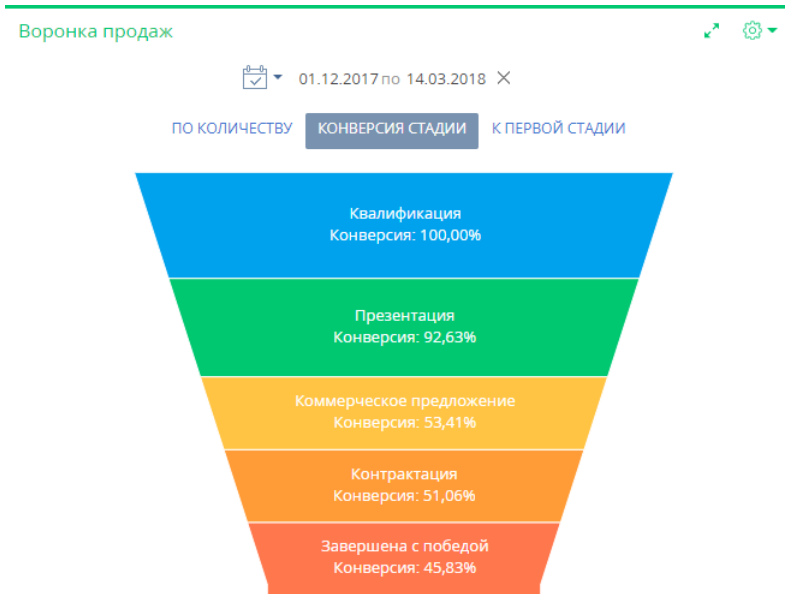 Воронка продаж
01.12.2017 по 14.03.2018
ПО КОЛИЧЕСТВУ КОНВЕРСИЯ СТАДИИ К ПЕРВОЙ СТАДИИ
Квалификация
Конверсия: 100,00%
Презентация
Конверсия: 92,63%
Коммерческое предложение
Конверсия: 53,41%
Контрактация
Конверсия: 51,06%
Завершена с победой
Конверсия: 45,83%